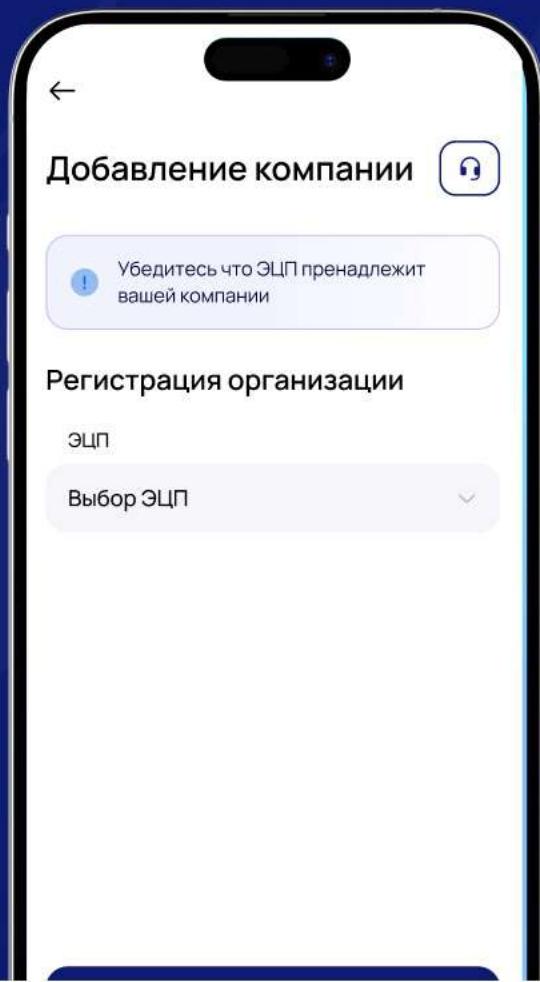 Добавление компании
Убедитесь что ЭЦП пренадлежит
вашей компании
Регистрация организации
ЭЦП
Выбор ЭЦП